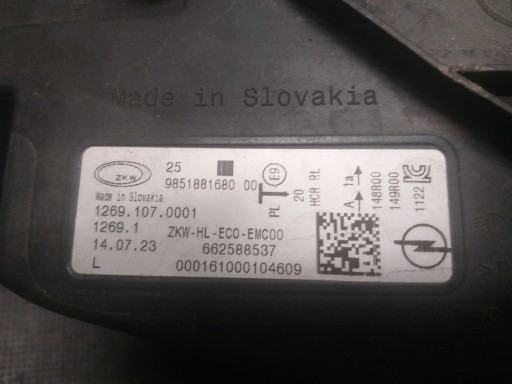 Made in Slovakia
ZKW
25
9851881680 00
Made in Slovakia
1269.107.0001
1269.1
ZKW-HL-ECO-EMC00
14.07.23
662588537
L
000161000104609
E9
PL
20
HCR RL
A 1a
148R00
149R00
1122